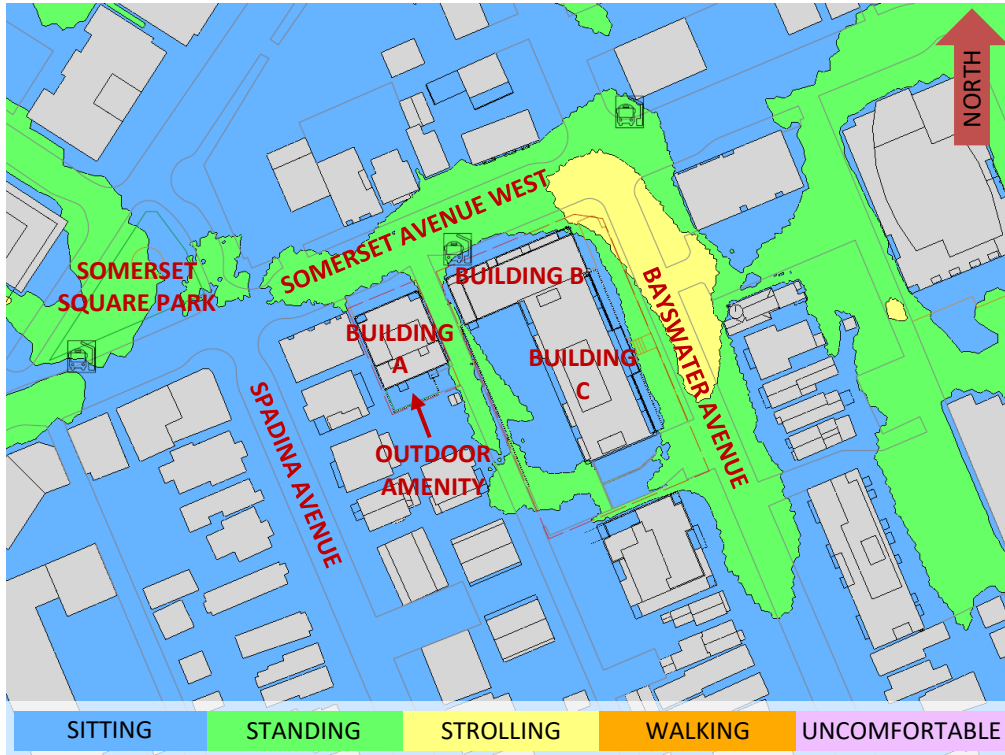 NORTH
SOMERSET AVENUE WEST
SOMERSET
SQUARE PARK
BUILDING B
BUILDING
A
BUILDING
C
BAYSWATER AVENUE
SPADINA AVENUE
OUTDOOR
AMENITY
SITTING
STANDING
STROLLING
WALKING
UNCOMFORTABLE